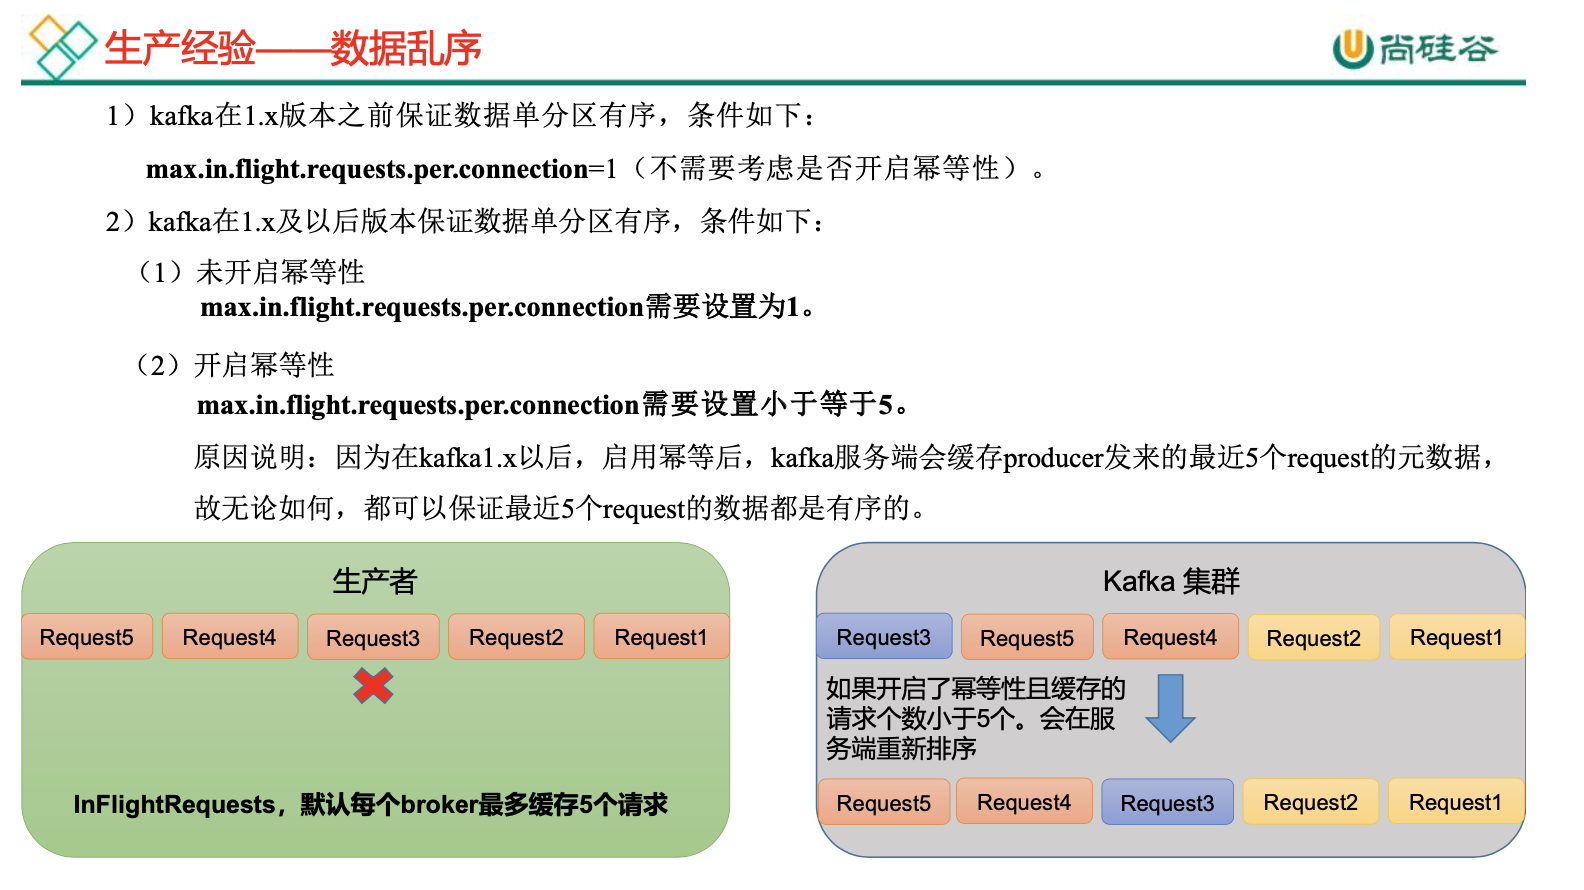 生产经验——数据乱序
尚硅谷
1）kafka在1.x版本之前保证数据单分区有序，条件如下：
max.in.flight.requests.per.connection=1（不需要考虑是否开启幂等性）。
2）kafka在1.x及以后版本保证数据单分区有序，条件如下：
（1）未开启幂等性
max.in.flight.requests.per.connection需要设置为1。
（2）开启幂等性
max.in.flight.requests.per.connection需要设置小于等于5。
原因说明：因为在kafka1.x以后，启用幂等后，kafka服务端会缓存producer发来的最近5个request的元数据，
故无论如何，都可以保证最近5个request的数据都是有序的。
生产者
Request5 Request4 Request3 Request2 Request1
InFlightRequests，默认每个broker最多缓存5个请求
Kafka 集群
Request3 Request5 Request4 Request2 Request1
如果开启了幂等性且缓存的
请求个数小于5个。会在服
务端重新排序
Request5 Request4 Request3 Request2 Request1